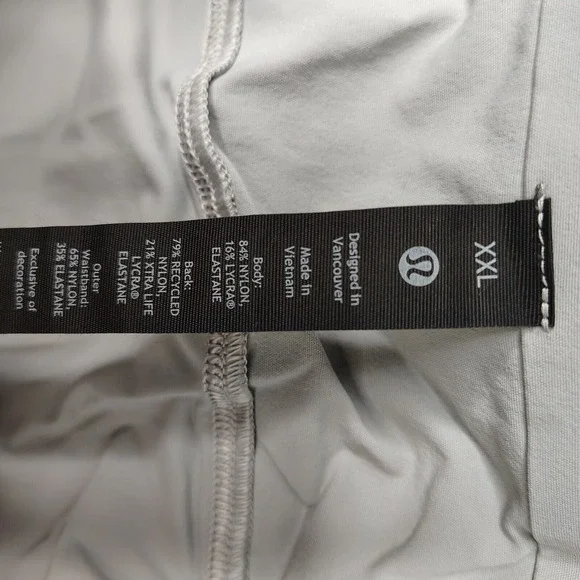 XXL
Designed in
Vancouver
Made in
Vietnam
Body:
84% NYLON,
16% LYCRA®
ELASTANE
Back:
79% RECYCLED
NYLON,
21% XTRA LIFE
LYCRA®
ELASTANE
Outer
Waistband:
65% NYLON,
35% ELASTANE
Exclusive of
decoration